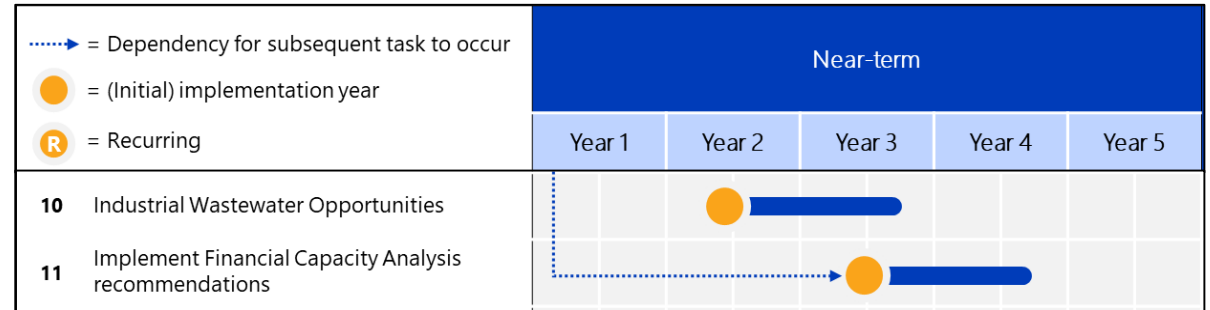 = Dependency for subsequent task to occur
= (Initial) implementation year
R = Recurring
Near-term
Year 1 Year 2 Year 3 Year 4 Year 5
10 Industrial Wastewater Opportunities
11 Implement Financial Capacity Analysis
recommendations